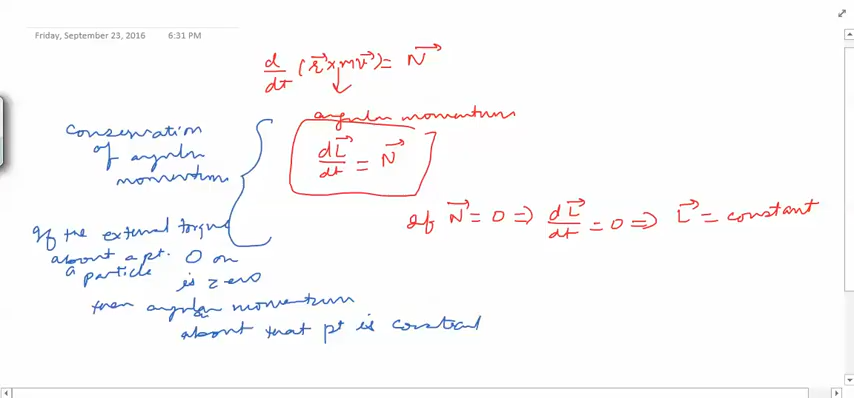 Friday, September 23, 2016 6:31 PM
d/dt (r⃗ × mv⃗) = N⃗
angular momentum
dL⃗/dt = N⃗
Conservation
of angular
momentum
If N⃗ = 0 ⇒ dL⃗/dt = 0 ⇒ L⃗ = constant
If the external torque
about a pt. O on
a particle is zero
then angular momentum
about that pt is constant